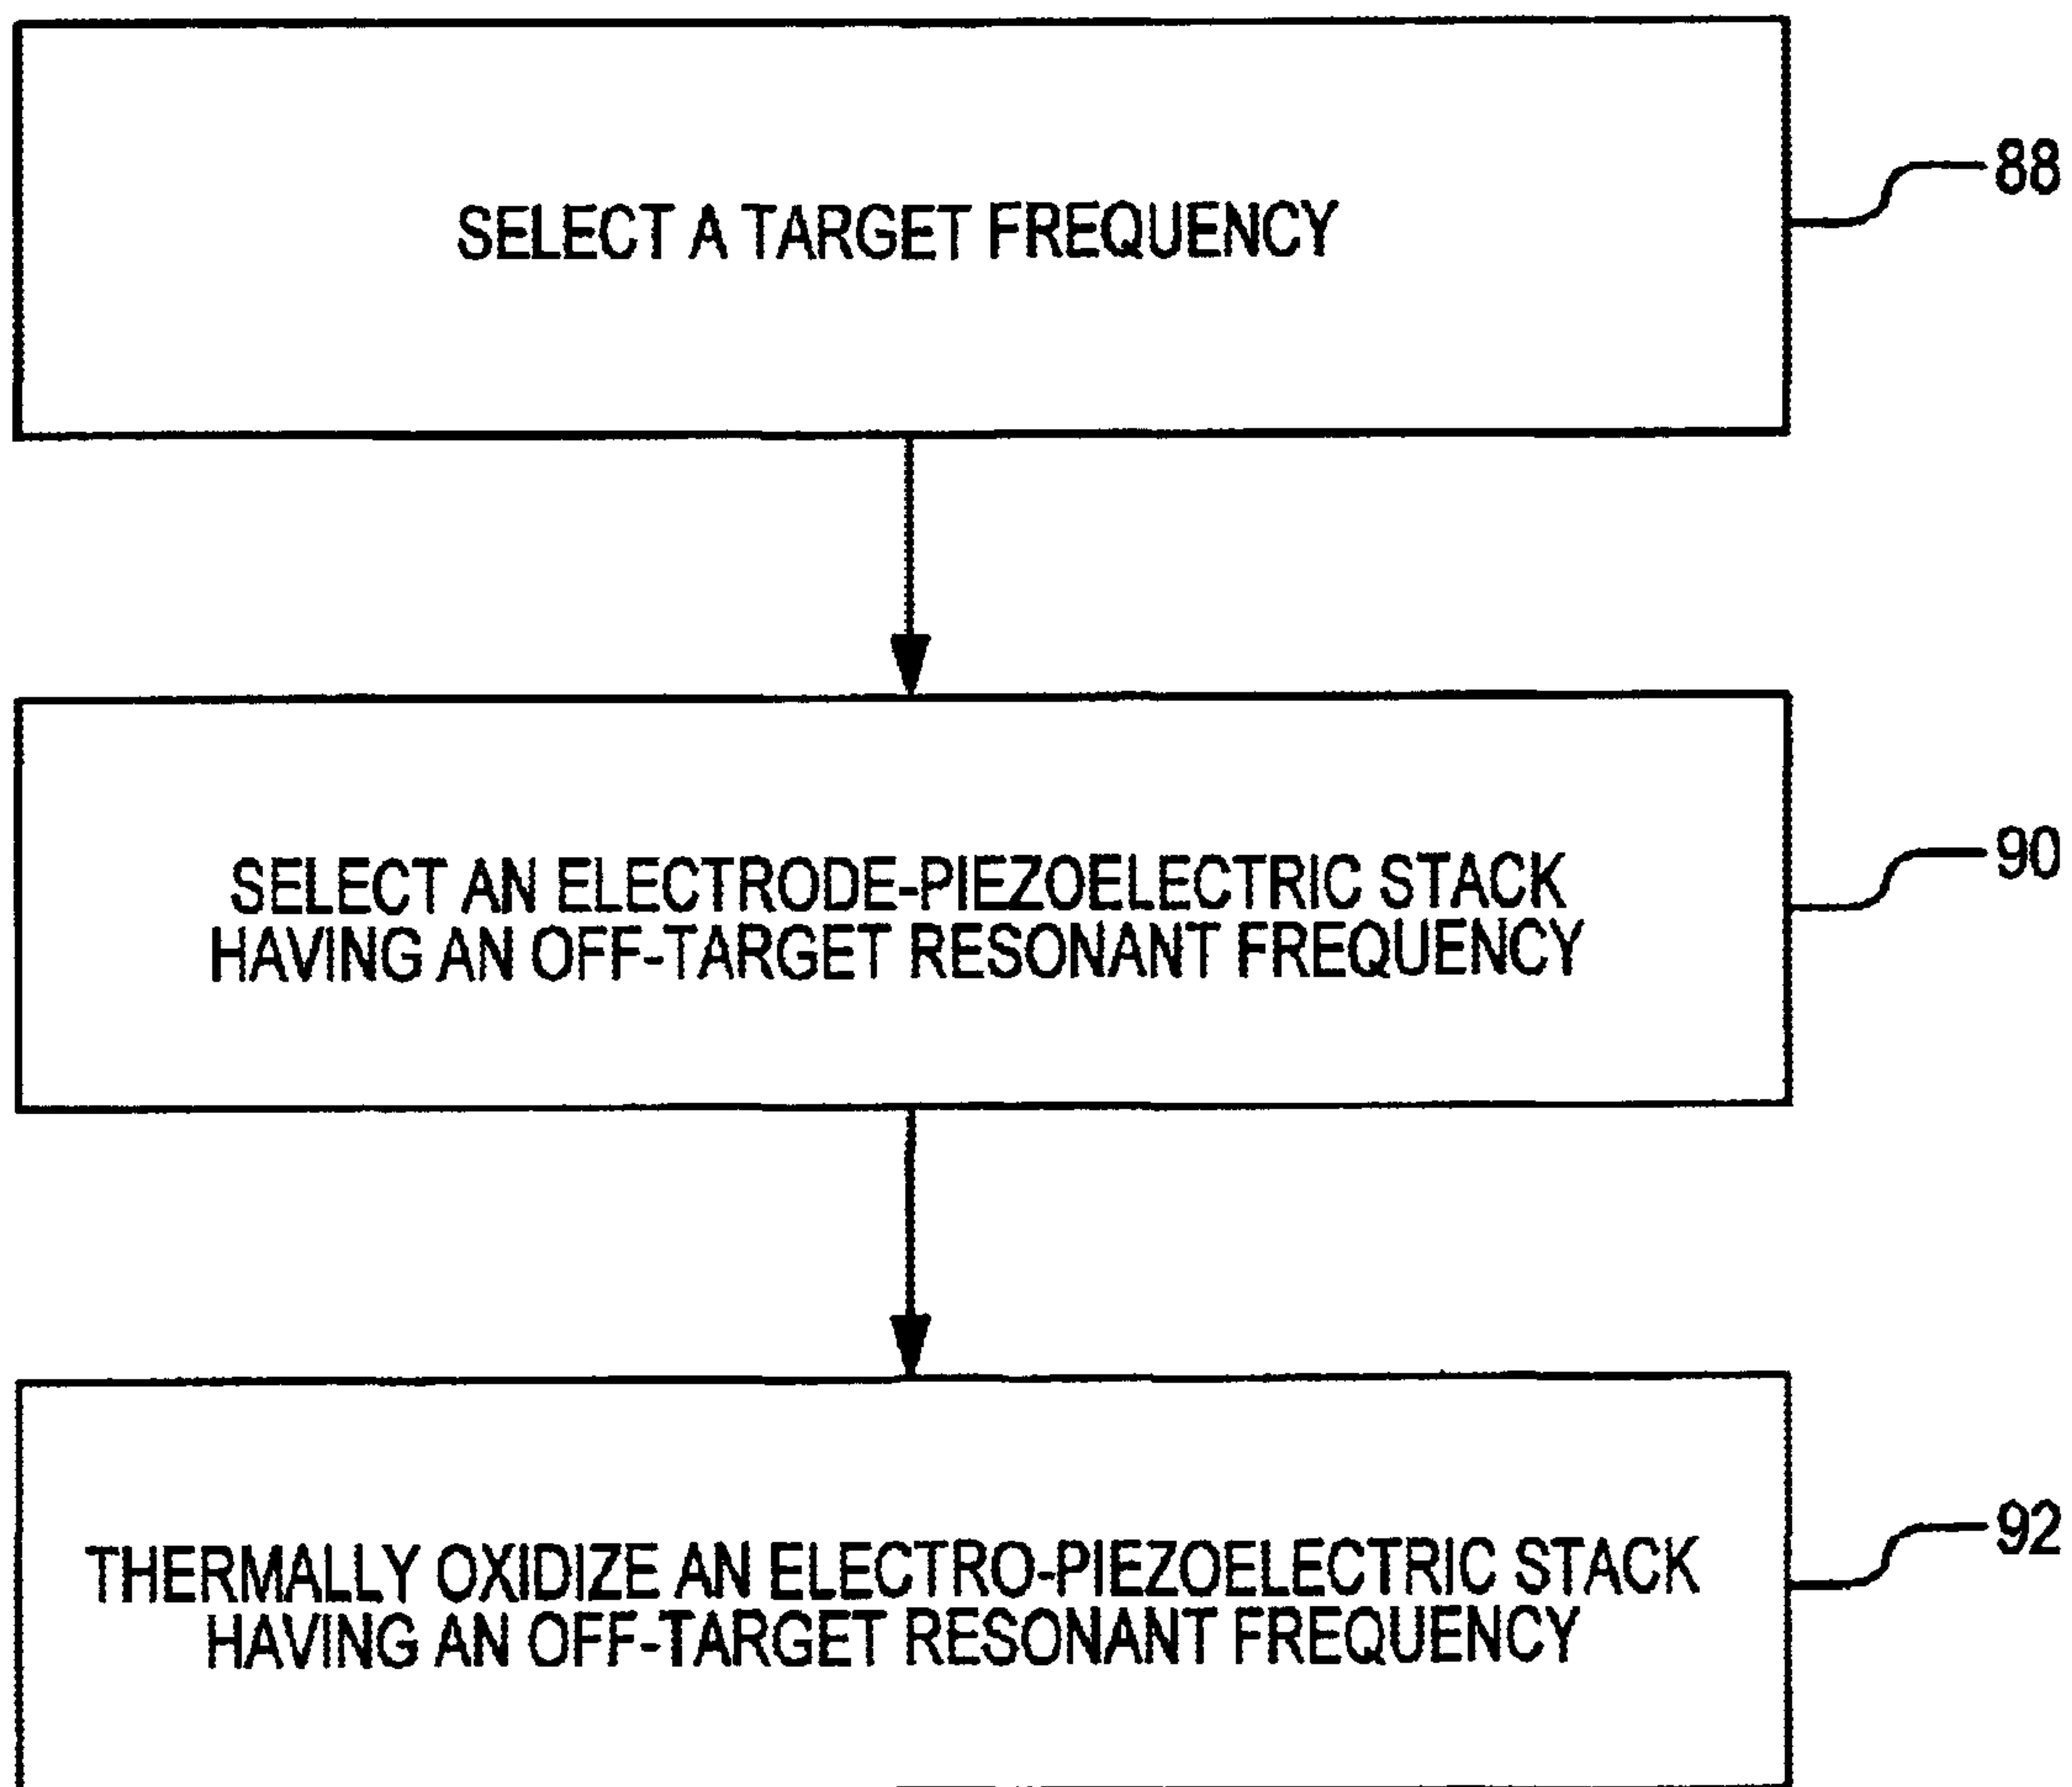 SELECT A TARGET FREQUENCY
88
SELECT AN ELECTRODE-PIEZOELECTRIC STACK
HAVING AN OFF-TARGET RESONANT FREQUENCY
90
THERMALLY OXIDIZE AN ELECTRO-PIEZOELECTRIC STACK
HAVING AN OFF-TARGET RESONANT FREQUENCY
92